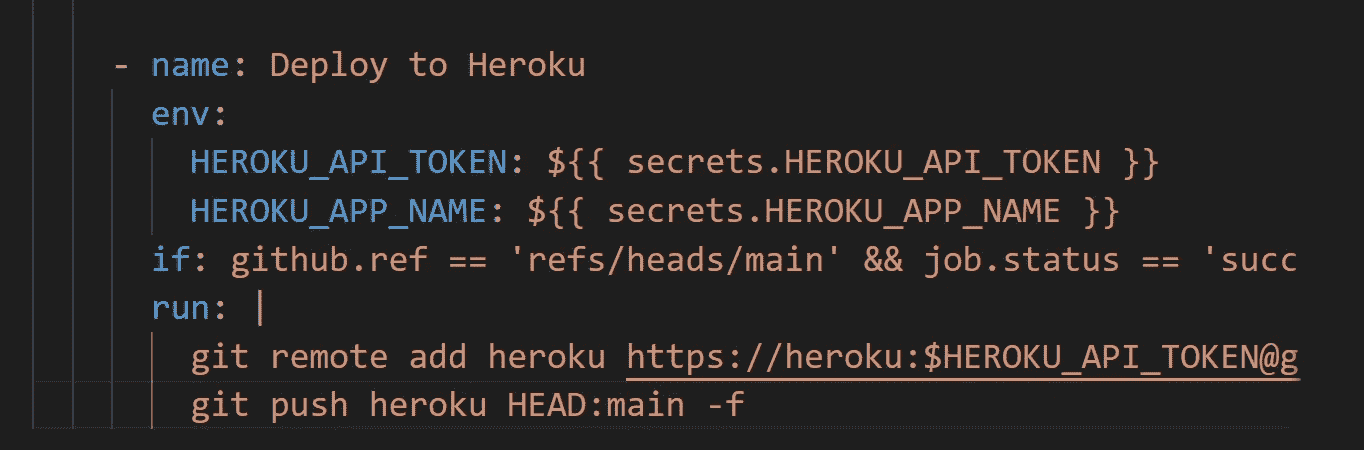 - name: Deploy to Heroku
env:
HEROKU_API_TOKEN: ${{ secrets.HEROKU_API_TOKEN }}
HEROKU_APP_NAME: ${{ secrets.HEROKU_APP_NAME }}
if: github.ref == 'refs/heads/main' && job.status == 'succ
run: |
git remote add heroku https://heroku:$HEROKU_API_TOKEN@g
git push heroku HEAD:main -f